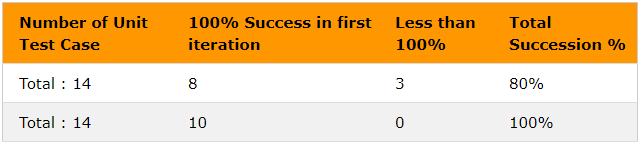 Number of Unit Test Case 100% Success in first iteration Less than 100% Total Succession %
Total : 14 8 3 80%
Total : 14 10 0 100%